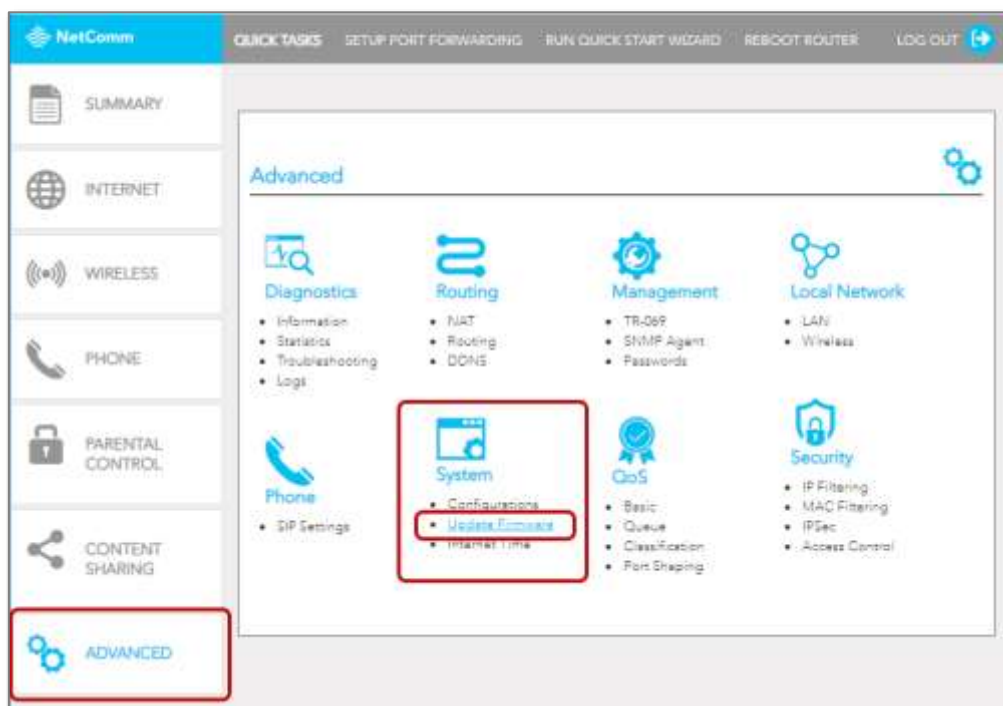 NetComm
QUICK TASKS SETUP PORT FORWARDING RUN QUICK START WIZARD REBOOT ROUTER LOG OUT
SUMMARY
INTERNET
WIRELESS
PHONE
PARENTAL
CONTROL
CONTENT
SHARING
ADVANCED
Advanced
Diagnostics
• Information
• Statistics
• Troubleshooting
• Logs
Routing
• NAT
• Routing
• DDNS
Management
• TR-069
• SNMP Agent
• Passwords
Local Network
• LAN
• Wireless
Phone
• SIP Settings
System
• Configurations
• Update Firmware
• Internet Time
QoS
• Basic
• Queue
• Classification
• Port Shaping
Security
• IP Filtering
• MAC Filtering
• IPSec
• Access Control